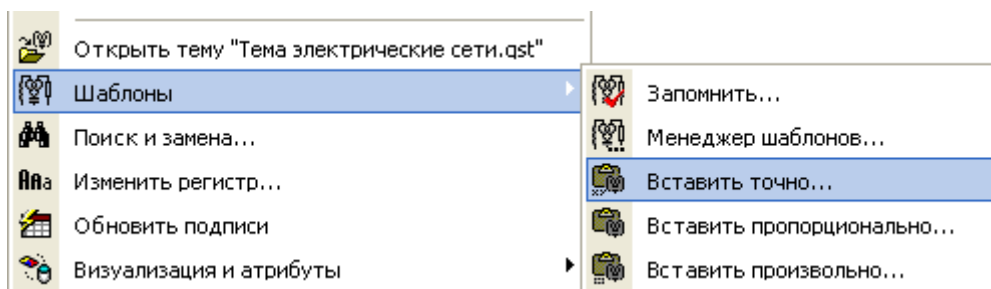 Открыть тему "Тема электрические сети.qst"
Шаблоны
Поиск и замена...
Изменить регистр...
Обновить подписи
Визуализация и атрибуты
Запомнить...
Менеджер шаблонов...
Вставить точно...
Вставить пропорционально...
Вставить произвольно...